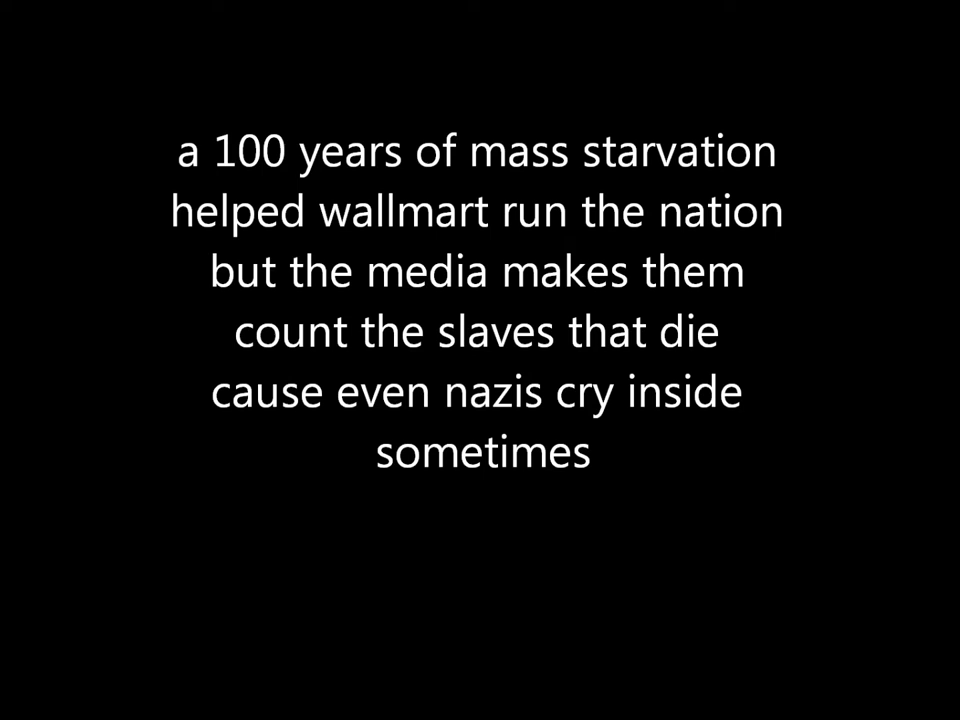 a 100 years of mass starvation
helped wallmart run the nation
but the media makes them
count the slaves that die
cause even nazis cry inside
sometimes